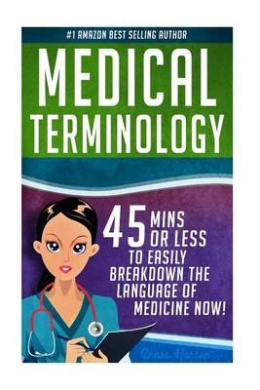 #1 AMAZON BEST SELLING AUTHOR
MEDICAL
TERMINOLOGY
45 MINS
OR LESS
TO EASILY
BREAKDOWN THE
LANGUAGE OF
MEDICINE NOW!